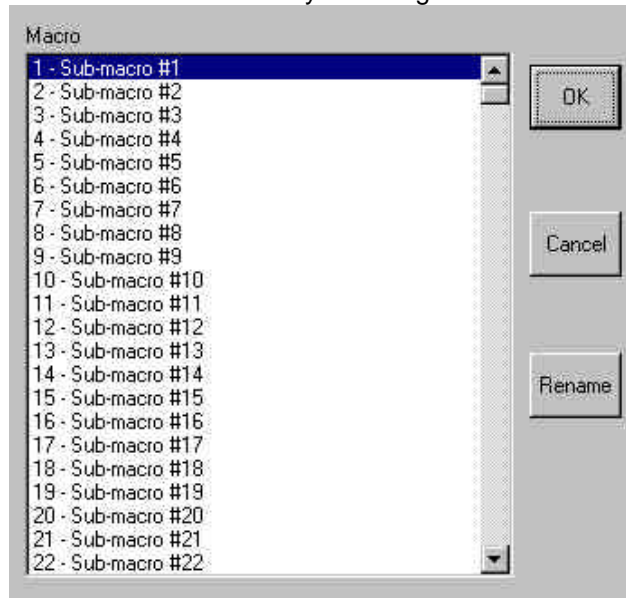 Macro
1 - Sub-macro #1
2 - Sub-macro #2
3 - Sub-macro #3
4 - Sub-macro #4
5 - Sub-macro #5
6 - Sub-macro #6
7 - Sub-macro #7
8 - Sub-macro #8
9 - Sub-macro #9
10 - Sub-macro #10
11 - Sub-macro #11
12 - Sub-macro #12
13 - Sub-macro #13
14 - Sub-macro #14
15 - Sub-macro #15
16 - Sub-macro #16
17 - Sub-macro #17
18 - Sub-macro #18
19 - Sub-macro #19
20 - Sub-macro #20
21 - Sub-macro #21
22 - Sub-macro #22
OK
Cancel
Rename